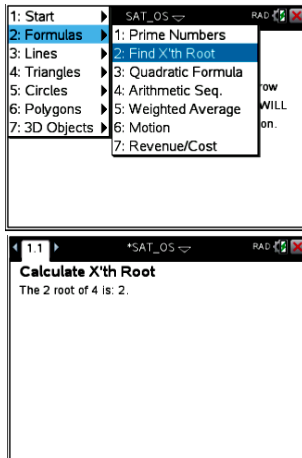 1: Start
2: Formulas
3: Lines
4: Triangles
5: Circles
6: Polygons
7: 3D Objects
SAT_OS
RAD
1: Prime Numbers
2: Find X'th Root
3: Quadratic Formula
4: Arithmetic Seq.
5: Weighted Average
6: Motion
7: Revenue/Cost
row
WILL
on.
1.1
*SAT_OS
RAD
Calculate X'th Root
The 2 root of 4 is: 2.